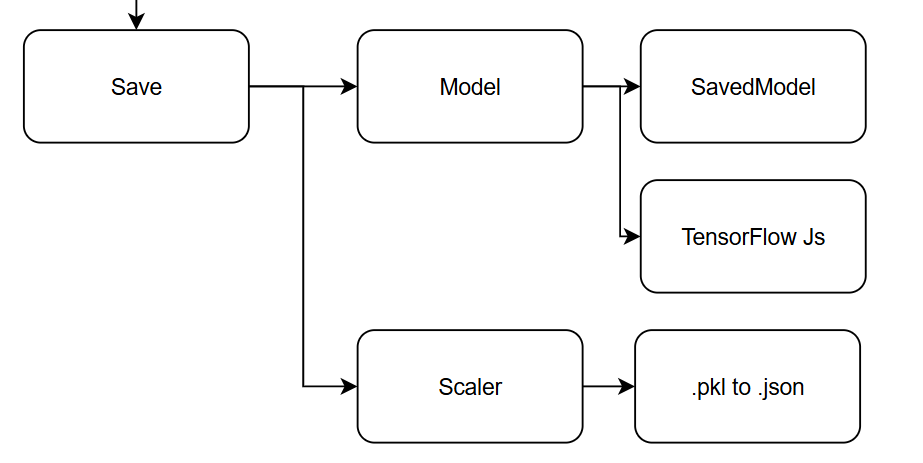 Save
Model
SavedModel
TensorFlow Js
Scaler
.pkl to .json